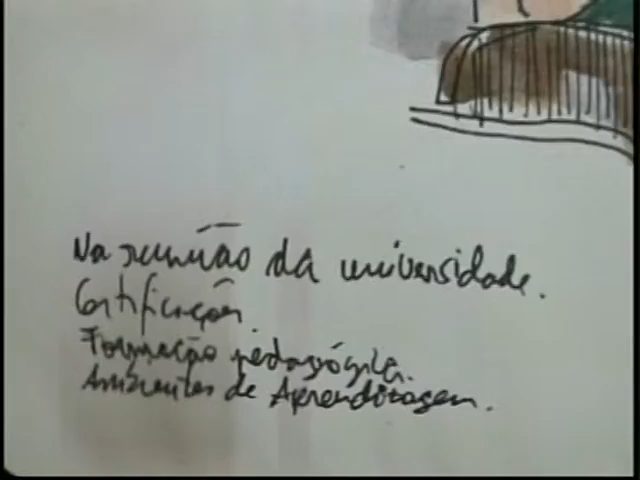 Na reunião da universidade.
Certificação.
Formação pedagógica.
Ambientes de Aprendizagem.